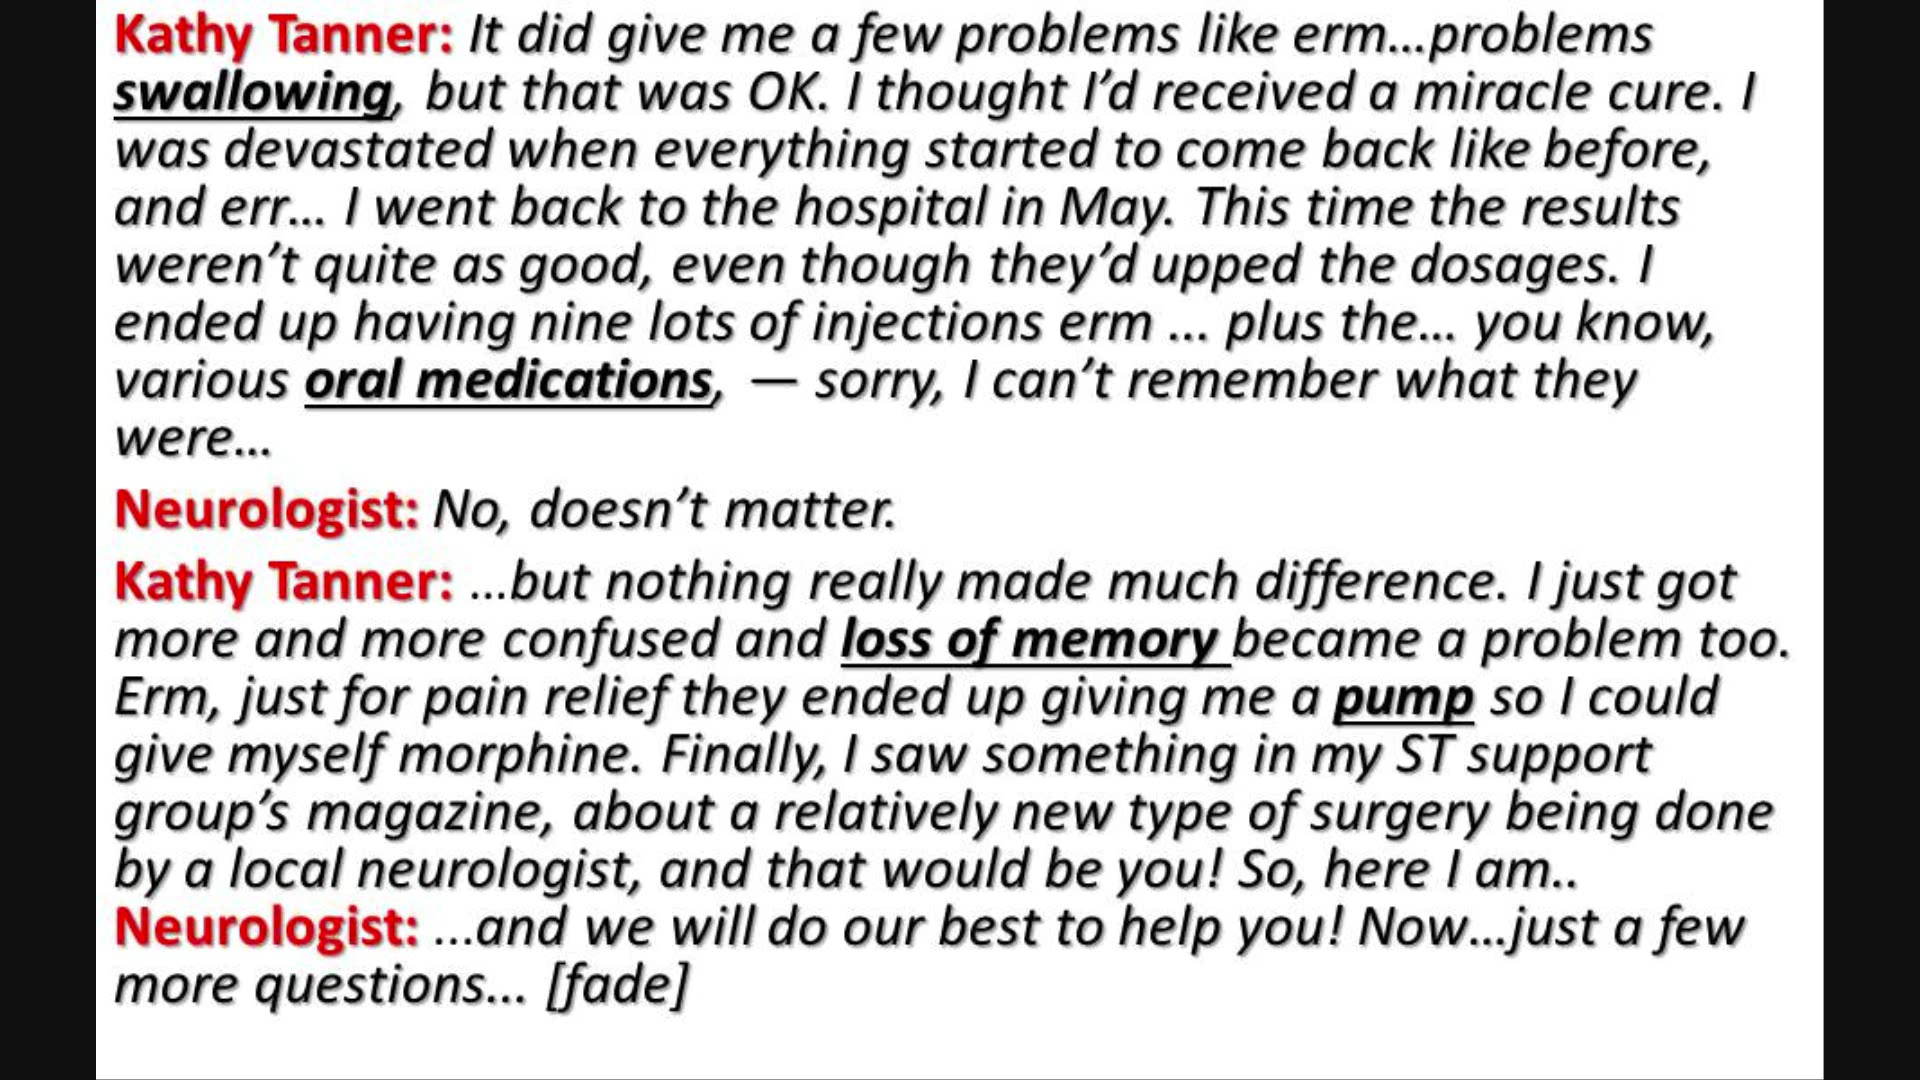 Kathy Tanner: It did give me a few problems like erm...problems
swallowing, but that was OK. I thought I'd received a miracle cure. I
was devastated when everything started to come back like before,
and err... I went back to the hospital in May. This time the results
weren't quite as good, even though they'd upped the dosages. I
ended up having nine lots of injections erm ... plus the... you know,
various oral medications, — sorry, I can't remember what they
were...
Neurologist: No, doesn't matter.
Kathy Tanner: ...but nothing really made much difference. I just got
more and more confused and loss of memory became a problem too.
Erm, just for pain relief they ended up giving me a pump so I could
give myself morphine. Finally, I saw something in my ST support
group's magazine, about a relatively new type of surgery being done
by a local neurologist, and that would be you! So, here I am..
Neurologist: ...and we will do our best to help you! Now...just a few
more questions... [fade]